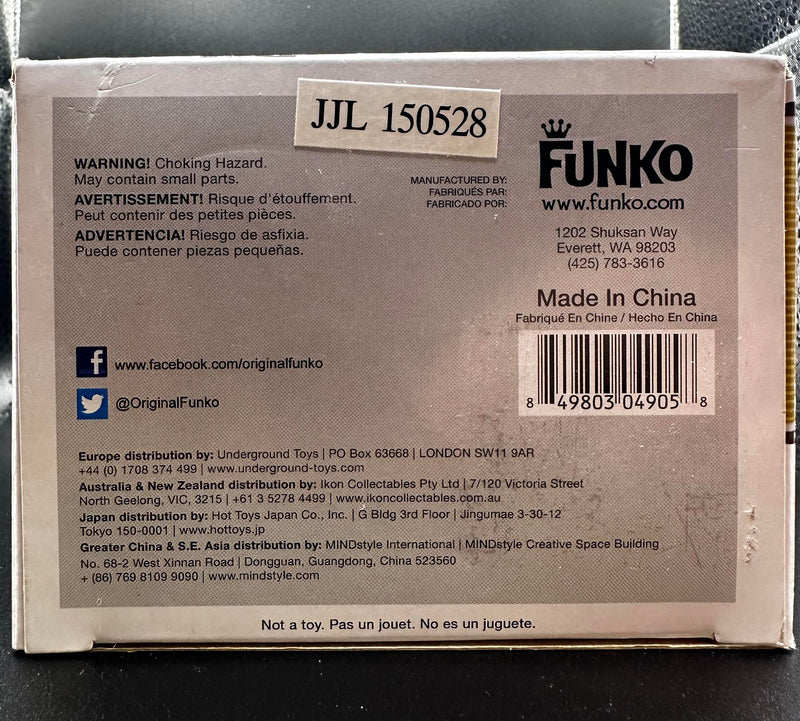 JJL 150528
WARNING! Choking Hazard.
May contain small parts.
AVERTISSEMENT! Risque d'étouffement.
Peut contenir des petites pièces.
ADVERTENCIA! Riesgo de asfixia.
Puede contener piezas pequeñas.
MANUFACTURED BY:
FABRIQUÉS PAR:
FABRICADO POR:
FUNKO
www.funko.com
1202 Shuksan Way
Everett, WA 98203
(425) 783-3616
Made In China
Fabriqué En Chine / Hecho En China
8 49803 04905 8
f www.facebook.com/originalfunko
@OriginalFunko
Europe distribution by: Underground Toys | PO Box 63668 | LONDON SW11 9AR
+44 (0) 1708 374 499 | www.underground-toys.com
Australia & New Zealand distribution by: Ikon Collectables Pty Ltd | 7/120 Victoria Street
North Geelong, VIC, 3215 | +61 3 5278 4499 | www.ikoncollectables.com.au
Japan distribution by: Hot Toys Japan Co., Inc. | G Bldg 3rd Floor | Jingumae 3-30-12
Tokyo 150-0001 | www.hottoys.jp
Greater China & S.E. Asia distribution by: MINDstyle International | MINDstyle Creative Space Building
No. 68-2 West Xinnan Road | Dongguan, Guangdong, China 523560
+ (86) 769 8109 9090 | www.mindstyle.com
Not a toy. Pas un jouet. No es un juguete.